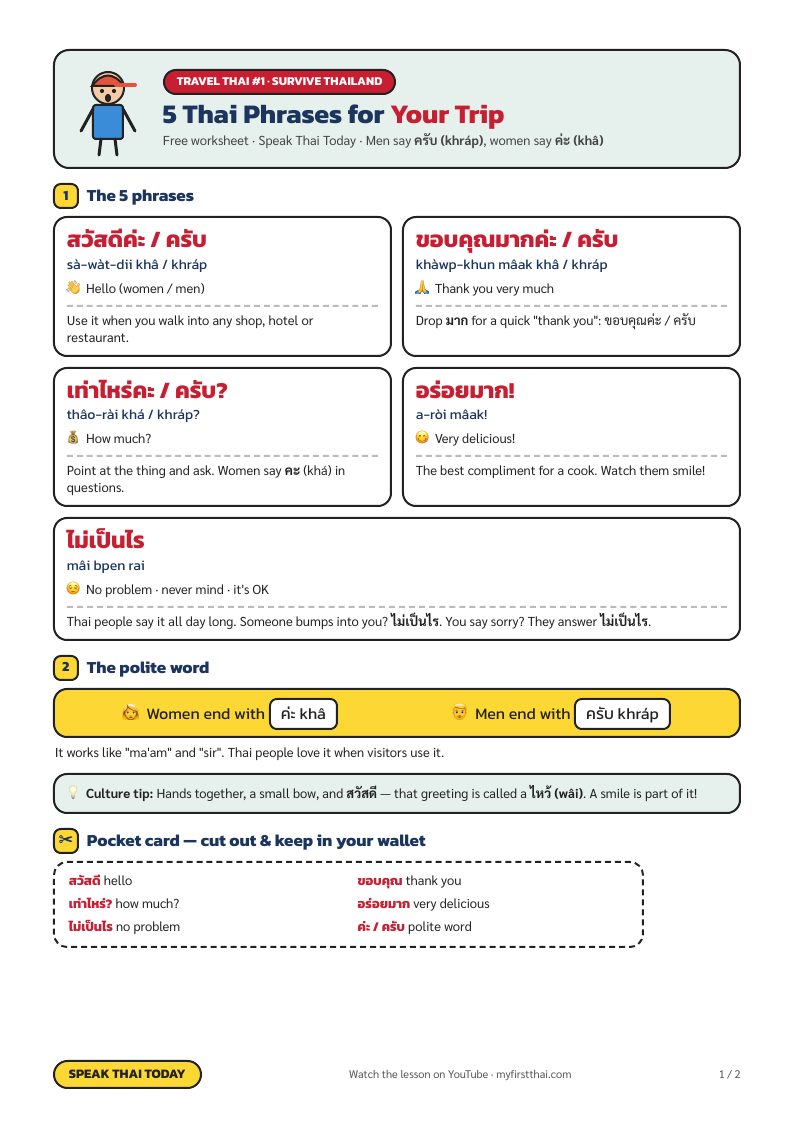 TRAVEL THAI #1 · SURVIVE THAILAND
5 Thai Phrases for Your Trip
Free worksheet · Speak Thai Today · Men say ครับ (khráp), women say ค่ะ (khâ)
1 The 5 phrases
สวัสดีค่ะ / ครับ
sà-wàt-dii khâ / khráp
👋 Hello (women / men)
Use it when you walk into any shop, hotel or
restaurant.
ขอบคุณมากค่ะ / ครับ
khàwp-khun mâak khâ / khráp
🙏 Thank you very much
Drop มาก for a quick "thank you": ขอบคุณค่ะ / ครับ
เท่าไหร่คะ / ครับ?
thâo-rài khá / khráp?
💰 How much?
Point at the thing and ask. Women say คะ (khá) in
questions.
อร่อยมาก!
a-ròi mâak!
😋 Very delicious!
The best compliment for a cook. Watch them smile!
ไม่เป็นไร
mâi bpen rai
😌 No problem · never mind · it's OK
Thai people say it all day long. Someone bumps into you? ไม่เป็นไร. You say sorry? They answer ไม่เป็นไร.
2 The polite word
👩 Women end with ค่ะ khâ
👨 Men end with ครับ khráp
It works like "ma'am" and "sir". Thai people love it when visitors use it.
💡 Culture tip: Hands together, a small bow, and สวัสดี — that greeting is called a ไหว้ (wâi). A smile is part of it!
✂ Pocket card — cut out & keep in your wallet
สวัสดี hello
ขอบคุณ thank you
เท่าไหร่? how much?
อร่อยมาก very delicious
ไม่เป็นไร no problem
ค่ะ / ครับ polite word
SPEAK THAI TODAY
Watch the lesson on YouTube · myfirstthai.com
1 / 2